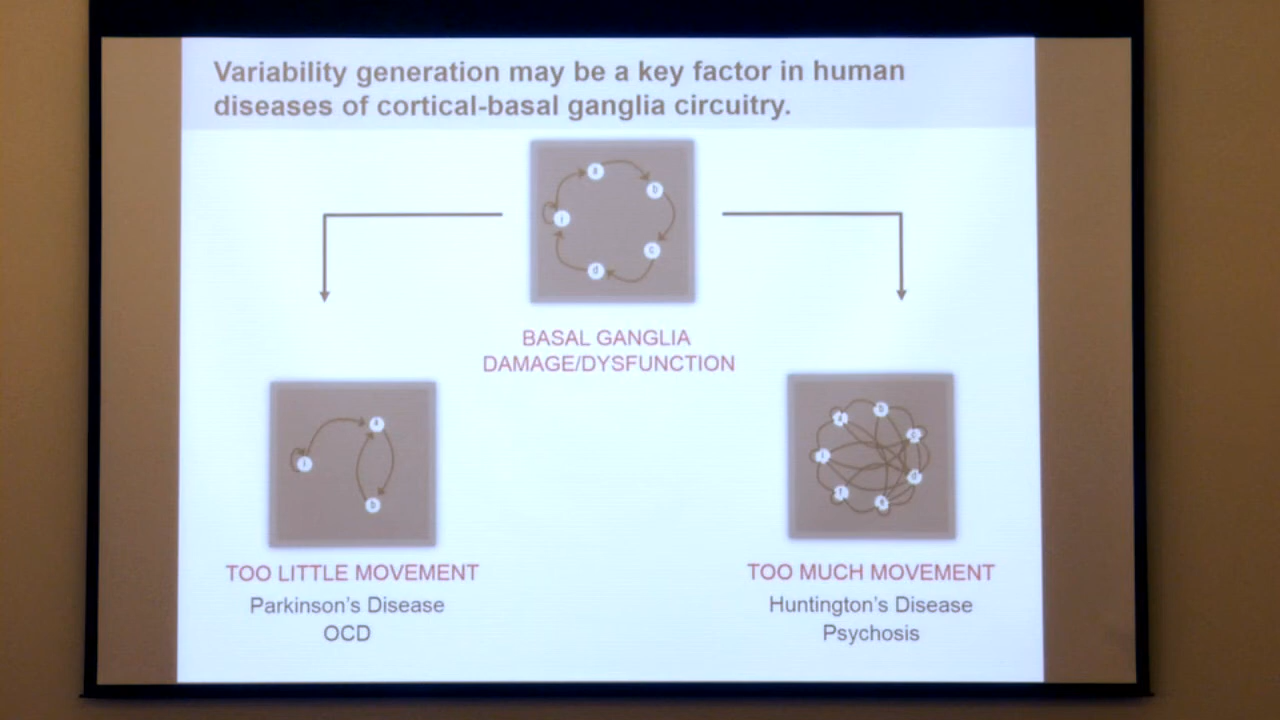 Variability generation may be a key factor in human
diseases of cortical-basal ganglia circuitry.
a
b
i
c
d
BASAL GANGLIA
DAMAGE/DYSFUNCTION
a
i
b
TOO LITTLE MOVEMENT
Parkinson's Disease
OCD
b
d
i
e
TOO MUCH MOVEMENT
Huntington's Disease
Psychosis